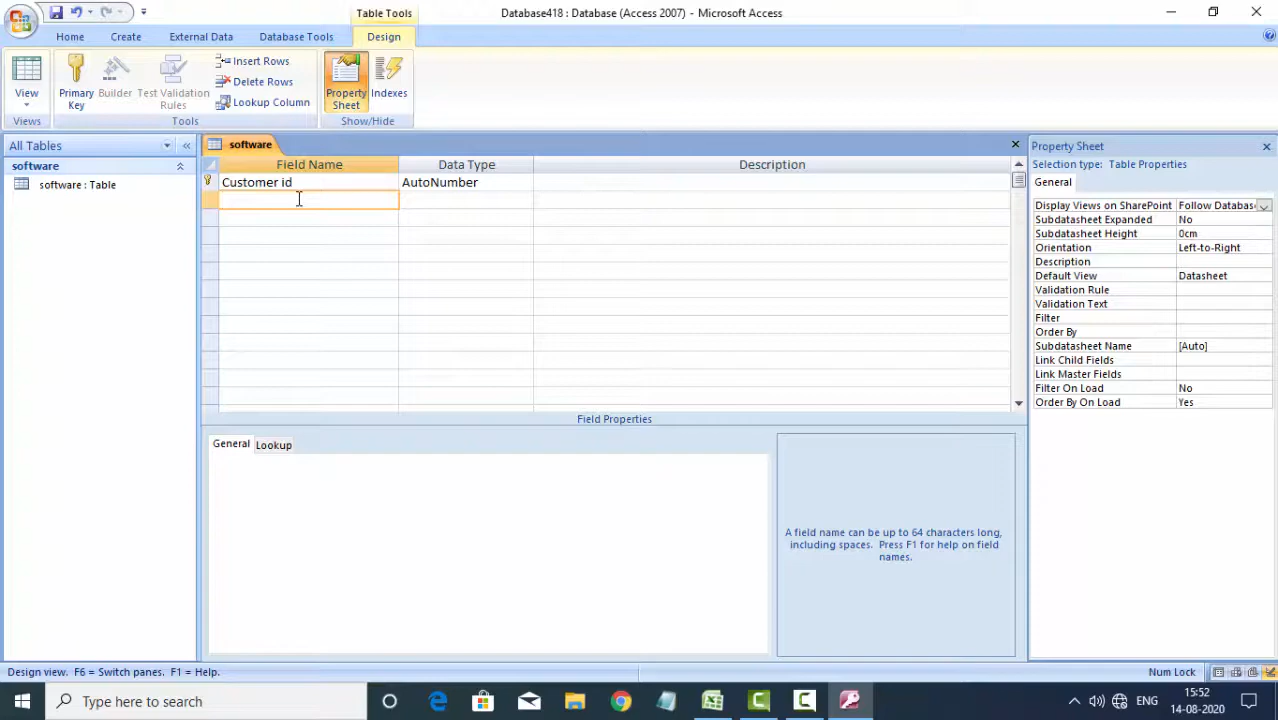 Table Tools
Database418 : Database (Access 2007) - Microsoft Access
Home
Create
External Data
Database Tools
Design
View
Primary Key
Builder
Test Validation Rules
Insert Rows
Delete Rows
Lookup Column
Property Sheet
Indexes
Views
Tools
Show/Hide
All Tables
software
software : Table
software
Field Name
Data Type
Description
Customer id
AutoNumber
Field Properties
General
Lookup
A field name can be up to 64 characters long,
including spaces. Press F1 for help on field
names.
Property Sheet
Selection type: Table Properties
General
Display Views on SharePoint Follow Databas
Subdatasheet Expanded No
Subdatasheet Height 0cm
Orientation Left-to-Right
Description
Default View Datasheet
Validation Rule
Validation Text
Filter
Order By
Subdatasheet Name [Auto]
Link Child Fields
Link Master Fields
Filter On Load No
Order By On Load Yes
Design view. F6 = Switch panes. F1 = Help.
Num Lock
Type here to search
ENG
15:52
14-08-2020